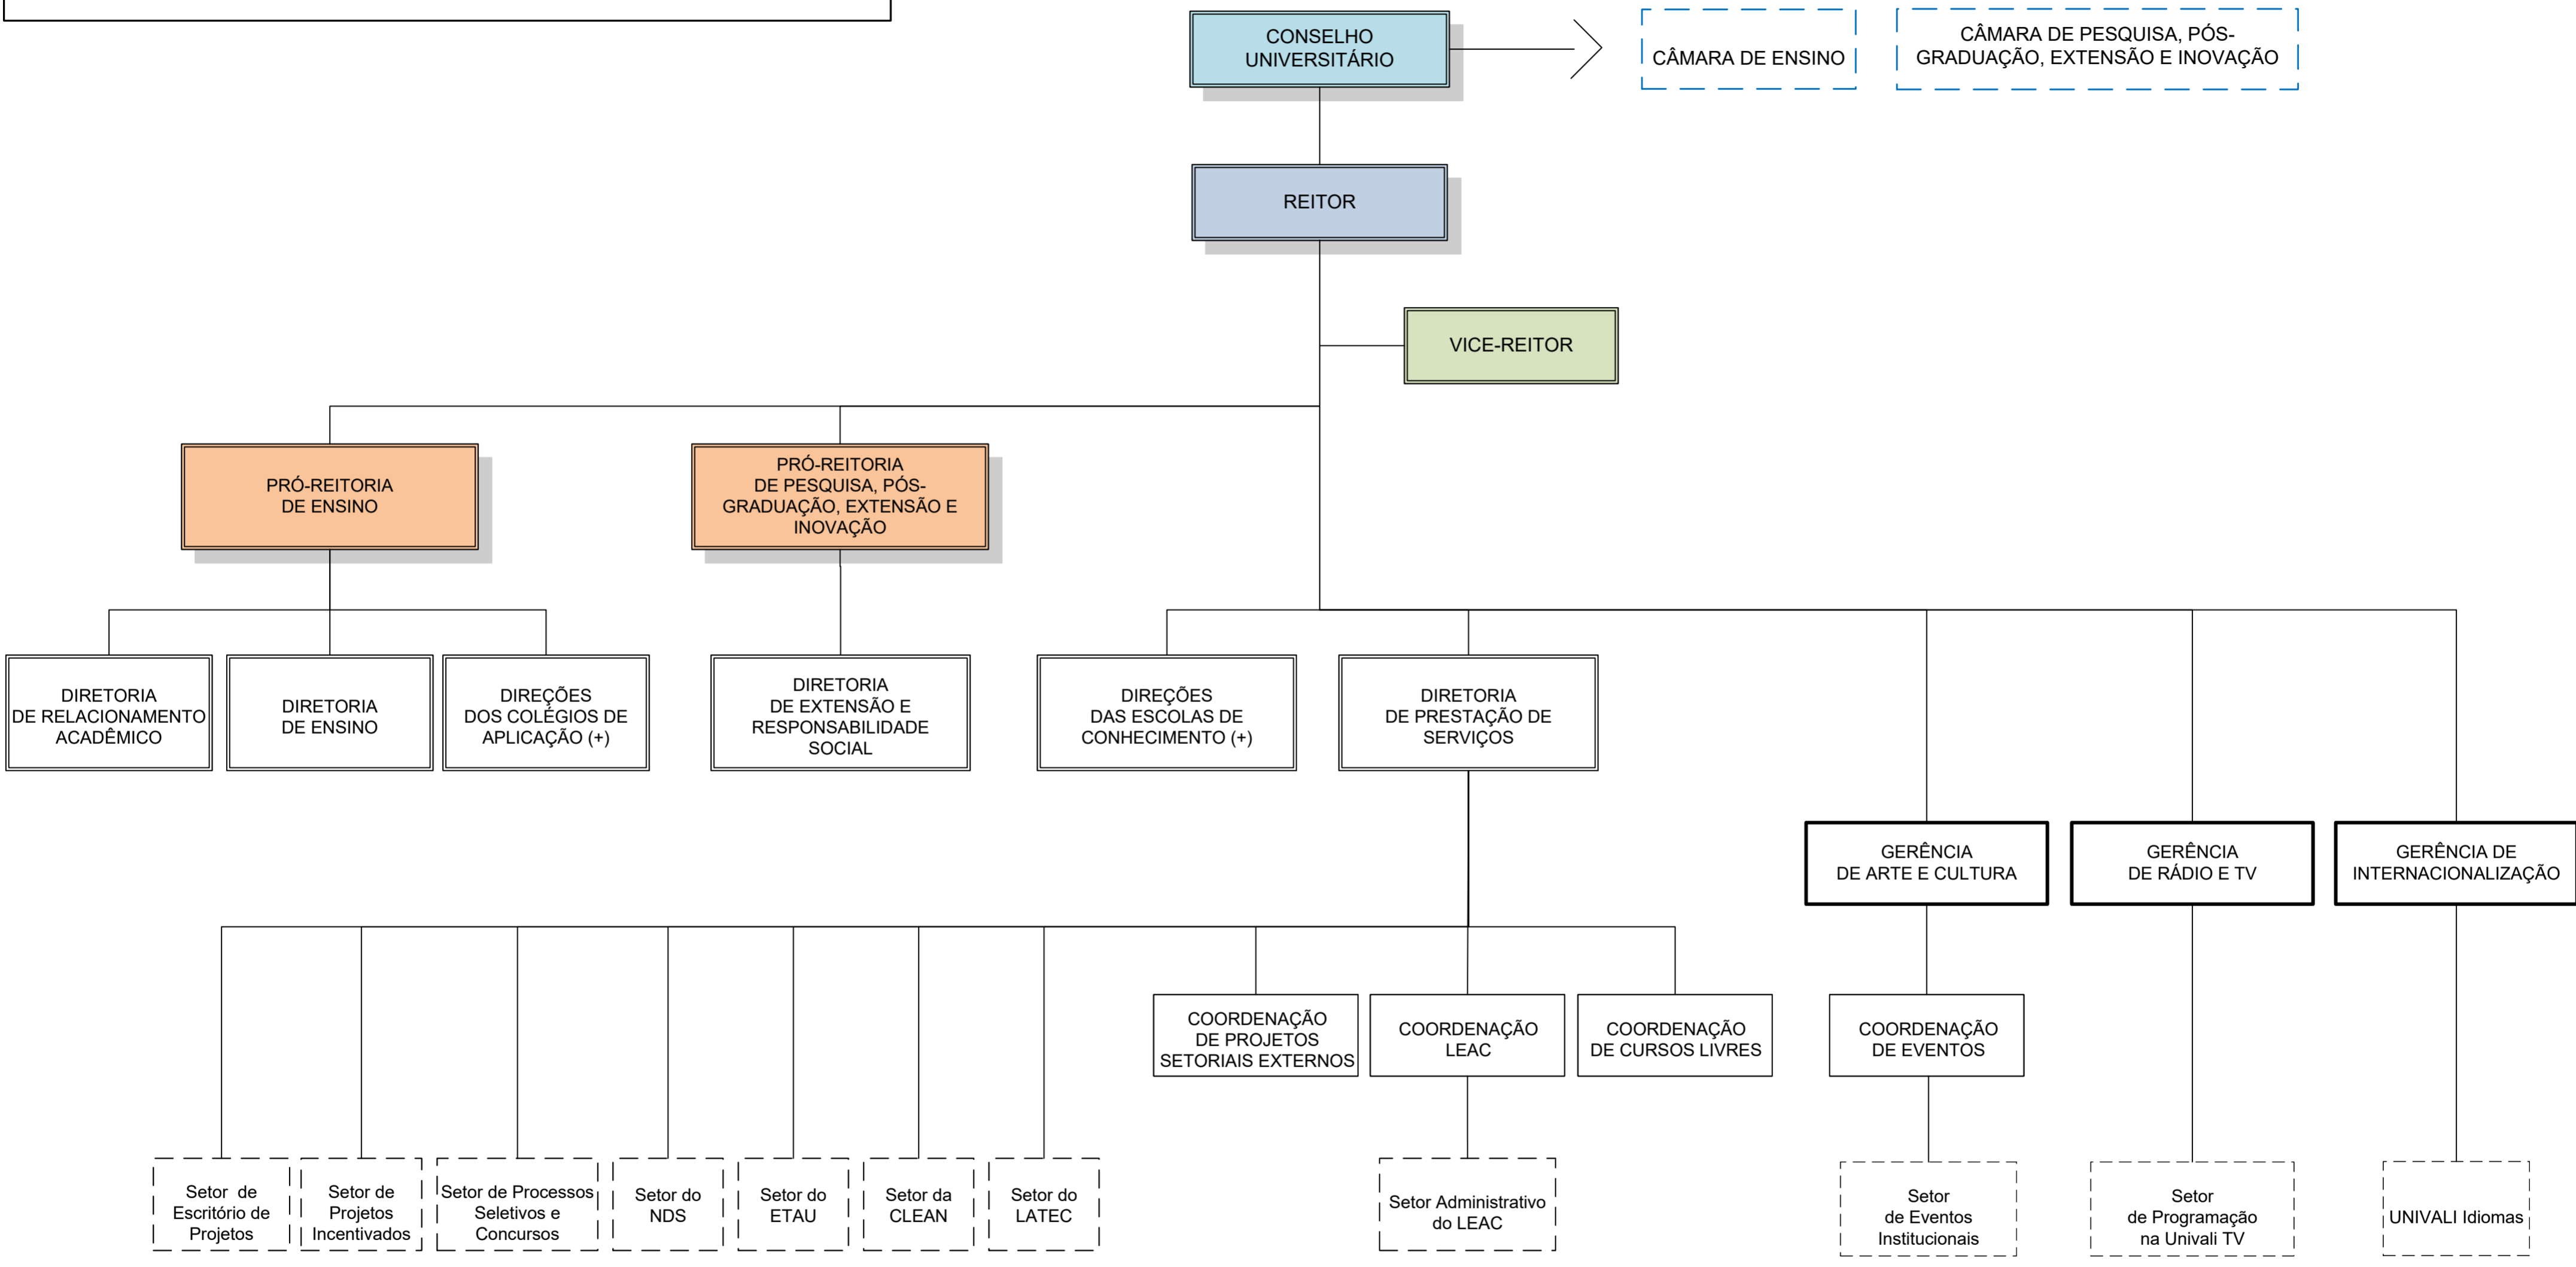 CONSELHO
UNIVERSITÁRIO
CÂMARA DE ENSINO
CÂMARA DE PESQUISA, PÓS-
GRADUAÇÃO, EXTENSÃO E INOVAÇÃO
REITOR
VICE-REITOR
PRÓ-REITORIA
DE ENSINO
PRÓ-REITORIA
DE PESQUISA, PÓS-
GRADUAÇÃO, EXTENSÃO E
INOVAÇÃO
DIRETORIA
DE RELACIONAMENTO
ACADÊMICO
DIRETORIA
DE ENSINO
DIREÇÕES
DOS COLÉGIOS DE
APLICAÇÃO (+)
DIRETORIA
DE EXTENSÃO E
RESPONSABILIDADE
SOCIAL
DIREÇÕES
DAS ESCOLAS DE
CONHECIMENTO (+)
DIRETORIA
DE PRESTAÇÃO DE
SERVIÇOS
GERÊNCIA
DE ARTE E CULTURA
GERÊNCIA
DE RÁDIO E TV
GERÊNCIA DE
INTERNACIONALIZAÇÃO
COORDENAÇÃO
DE PROJETOS
SETORIAIS EXTERNOS
COORDENAÇÃO
LEAC
COORDENAÇÃO
DE CURSOS LIVRES
COORDENAÇÃO
DE EVENTOS
Setor de
Escritório de
Projetos
Setor de
Projetos
Incentivados
Setor de Processos
Seletivos e
Concursos
Setor do
NDS
Setor do
ETAU
Setor da
CLEAN
Setor do
LATEC
Setor Administrativo
do LEAC
Setor
de Eventos
Institucionais
Setor
de Programação
na Univali TV
UNIVALI Idiomas